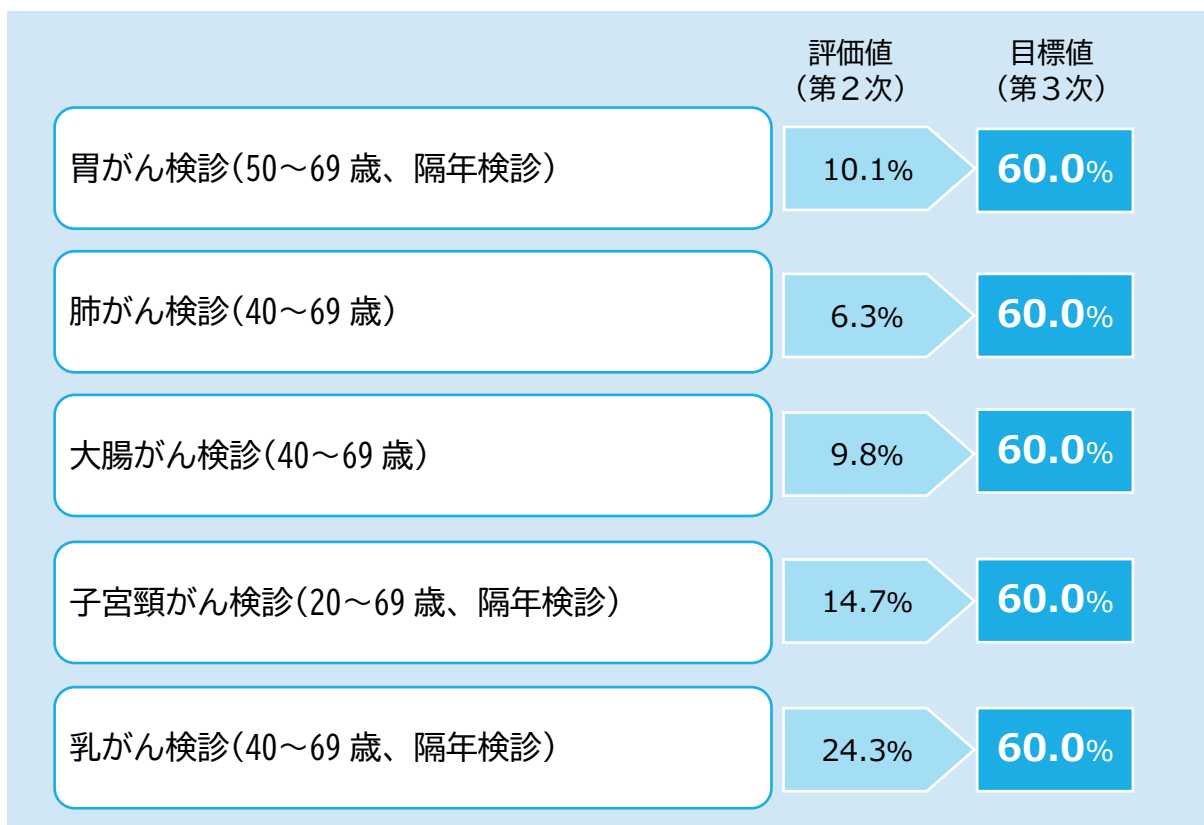 評価値
(第２次)
目標値
(第３次)
胃がん検診(50～69 歳、隔年検診)
10.1%
60.0%
肺がん検診(40～69 歳)
6.3%
60.0%
大腸がん検診(40～69 歳)
9.8%
60.0%
子宮頸がん検診(20～69 歳、隔年検診)
14.7%
60.0%
乳がん検診(40～69 歳、隔年検診)
24.3%
60.0%